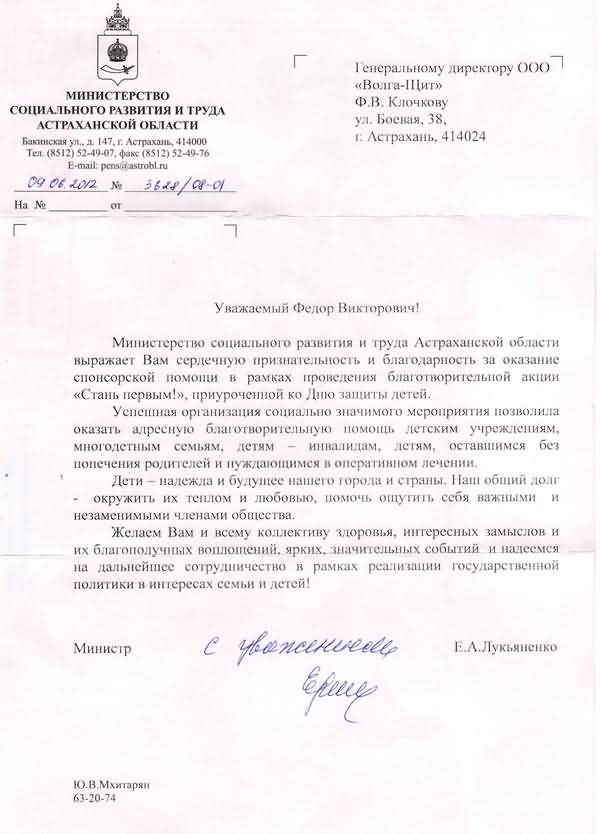 МИНИСТЕРСТВО
СОЦИАЛЬНОГО РАЗВИТИЯ И ТРУДА
АСТРАХАНСКОЙ ОБЛАСТИ
Бакинская ул., д. 147, г. Астрахань, 414000
Тел. (8512) 52-49-07, факс (8512) 52-49-76
E-mail: pens@astrobl.ru
09 06.2012 № 3628/08-01
На № __________ от ________________
Генеральному директору ООО
«Волга-Щит»
Ф.В. Клочкову
ул. Боевая, 38,
г. Астрахань, 414024
Уважаемый Федор Викторович!
Министерство социального развития и труда Астраханской области
выражает Вам сердечную признательность и благодарность за оказание
спонсорской помощи в рамках проведения благотворительной акции
«Стань первым!», приуроченной ко Дню защиты детей.
Успешная организация социально значимого мероприятия позволила
оказать адресную благотворительную помощь детским учреждениям,
многодетным семьям, детям – инвалидам, детям, оставшимся без
попечения родителей и нуждающимся в оперативном лечении.
Дети – надежда и будущее нашего города и страны. Наш общий долг
- окружить их теплом и любовью, помочь ощутить себя важными и
незаменимыми членами общества.
Желаем Вам и всему коллективу здоровья, интересных замыслов и
их благополучных воплощений, ярких, значительных событий и надеемся
на дальнейшее сотрудничество в рамках реализации государственной
политики в интересах семьи и детей!
Министр с уважением Е.А.Лукьяненко
Ю.В.Мхитарян
63-20-74